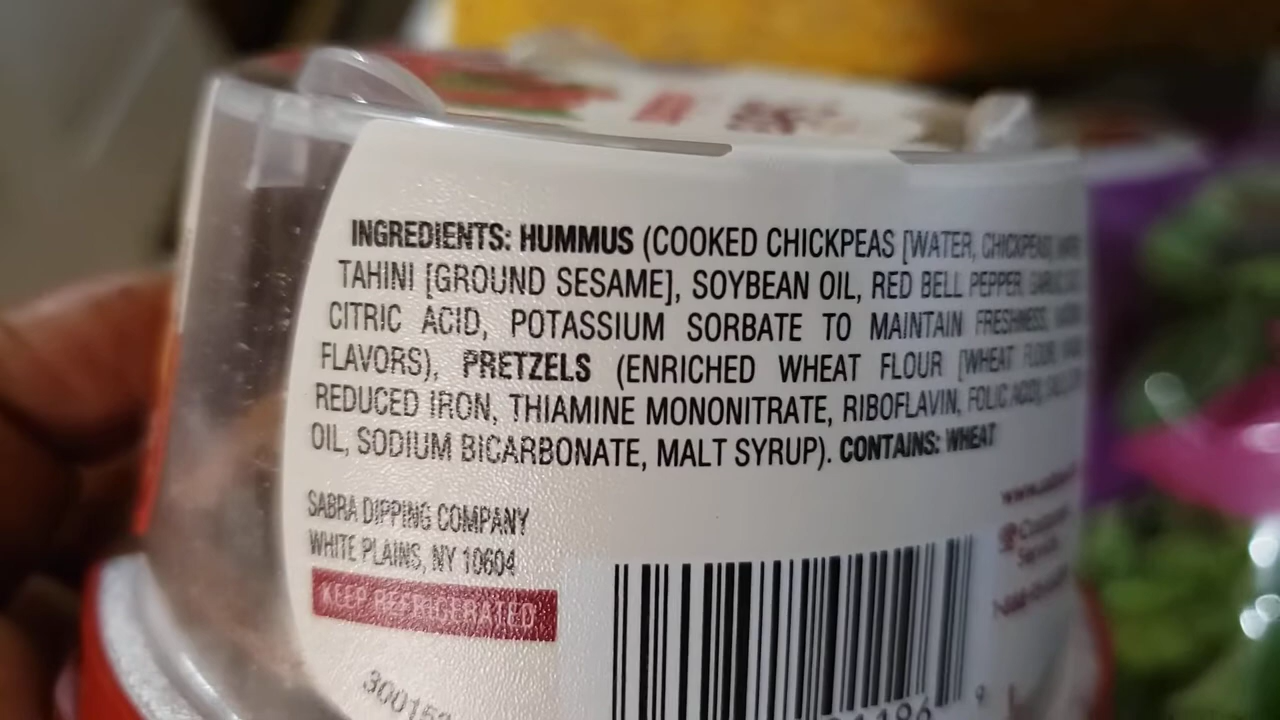 INGREDIENTS: HUMMUS (COOKED CHICKPEAS [WATER, CHICKPEAS],
TAHINI [GROUND SESAME], SOYBEAN OIL, RED BELL PEPPER,
CITRIC ACID, POTASSIUM SORBATE TO MAINTAIN FRESHNESS,
FLAVORS), PRETZELS (ENRICHED WHEAT FLOUR [WHEAT FLOUR,
REDUCED IRON, THIAMINE MONONITRATE, RIBOFLAVIN, FOLIC ACID],
OIL, SODIUM BICARBONATE, MALT SYRUP). CONTAINS: WHEAT
SABRA DIPPING COMPANY
WHITE PLAINS, NY 10604
KEEP REFRIGERATED